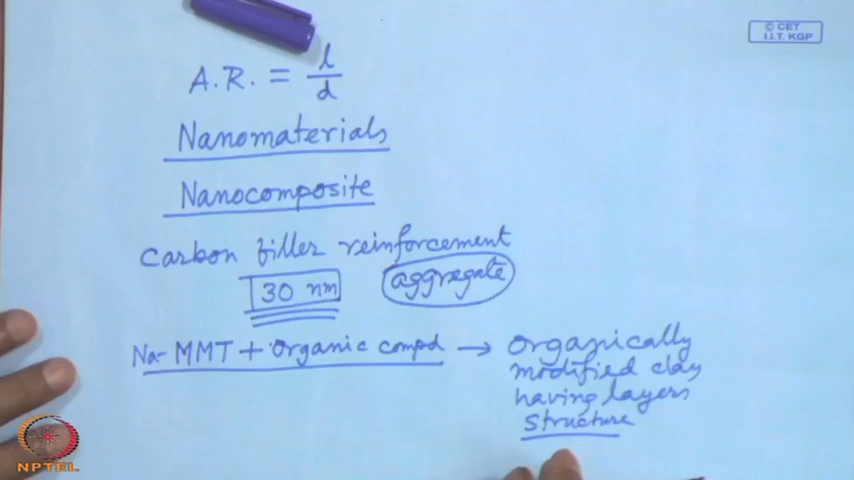 © CET
I.I.T. KGP
A.R. = l/d
Nanomaterials
Nanocomposite
Carbon filler reinforcement
30 nm aggregate
Na-MMT + Organic compd → Organically
modified clay
having layers
structure
NPTEL